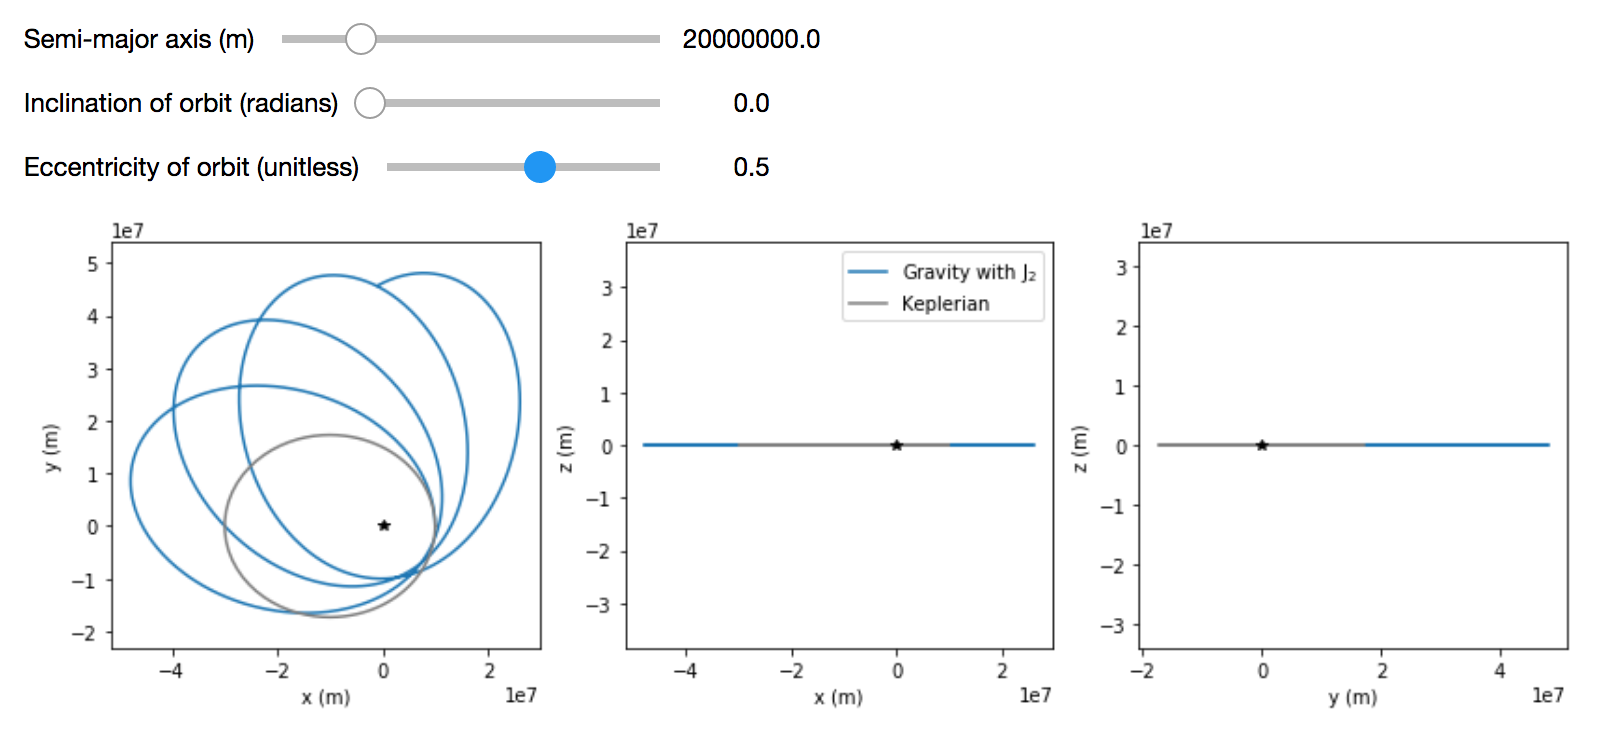 Semi-major axis (m) 20000000.0
Inclination of orbit (radians) 0.0
Eccentricity of orbit (unitless) 0.5
1e7 1e7 1e7
5
4
3
2
1
0
−1
−2
y (m)
−4 −2 0 2
1e7
x (m)
Gravity with J₂
Keplerian
3
2
1
0
−1
−2
−3
z (m)
−4 −2 0 2
1e7
x (m)
3
2
1
0
−1
−2
−3
z (m)
−2 0 2 4
1e7
y (m)